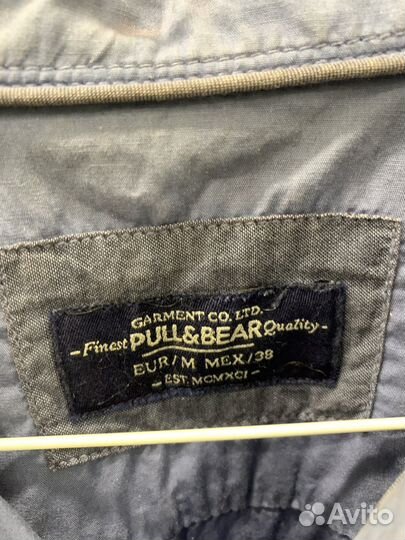 GARMENT CO. LTD.
- Finest PULL&BEAR Quality -
EUR/M MEX/38
- EST. MCMXCI -
Avito